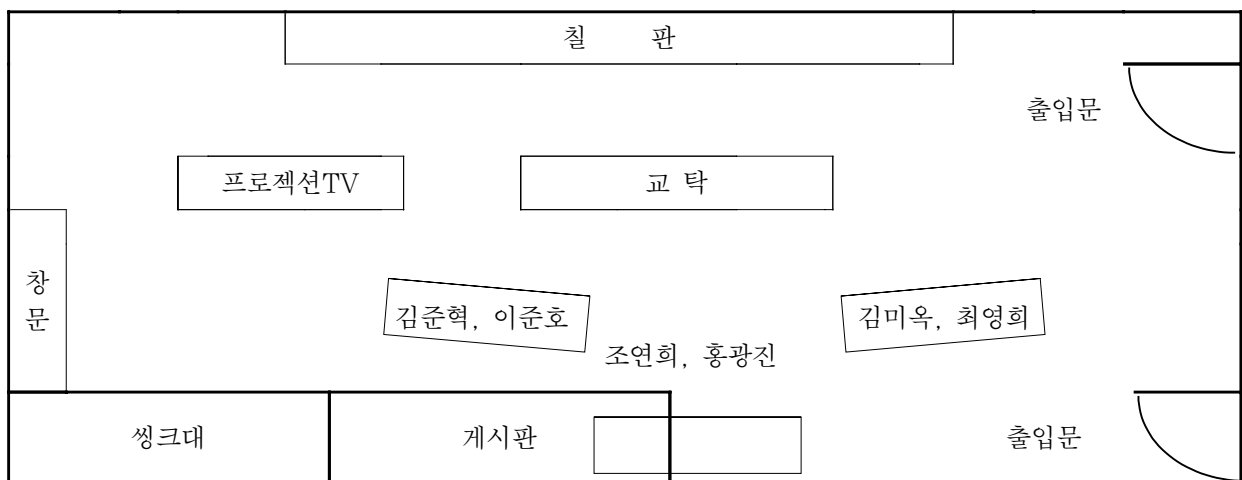 칠 판
출입문
프로젝션TV
교 탁
창
문
김준혁, 이준호
김미옥, 최영희
조연희, 홍광진
씽크대
게시판
출입문